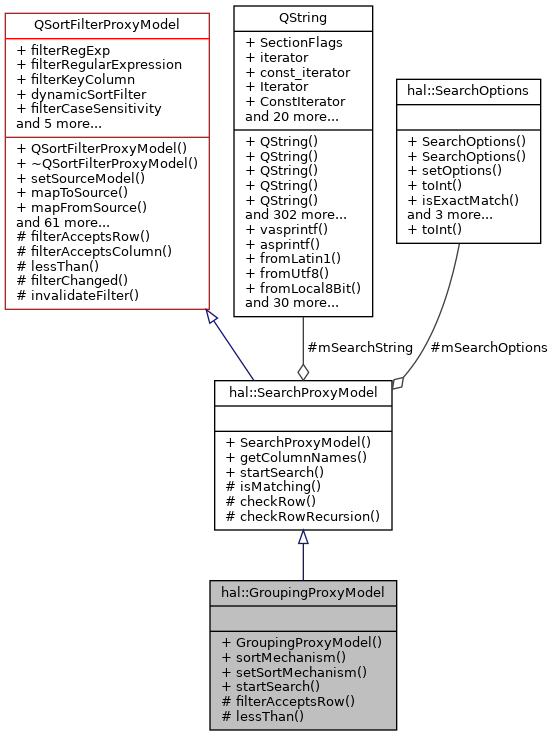 QSortFilterProxyModel
+ filterRegExp
+ filterRegularExpression
+ filterKeyColumn
+ dynamicSortFilter
+ filterCaseSensitivity
and 5 more...
+ QSortFilterProxyModel()
+ ~QSortFilterProxyModel()
+ setSourceModel()
+ mapToSource()
+ mapFromSource()
and 61 more...
# filterAcceptsRow()
# filterAcceptsColumn()
# lessThan()
# filterChanged()
# invalidateFilter()
QString
+ SectionFlags
+ iterator
+ const_iterator
+ Iterator
+ ConstIterator
and 20 more...
+ QString()
+ QString()
+ QString()
+ QString()
+ QString()
and 302 more...
+ vasprintf()
+ asprintf()
+ fromLatin1()
+ fromUtf8()
+ fromLocal8Bit()
and 30 more...
hal::SearchOptions
+ SearchOptions()
+ SearchOptions()
+ setOptions()
+ toInt()
+ isExactMatch()
and 3 more...
+ toInt()
#mSearchString
#mSearchOptions
hal::SearchProxyModel
+ SearchProxyModel()
+ getColumnNames()
+ startSearch()
# isMatching()
# checkRow()
# checkRowRecursion()
hal::GroupingProxyModel
+ GroupingProxyModel()
+ sortMechanism()
+ setSortMechanism()
+ startSearch()
# filterAcceptsRow()
# lessThan()